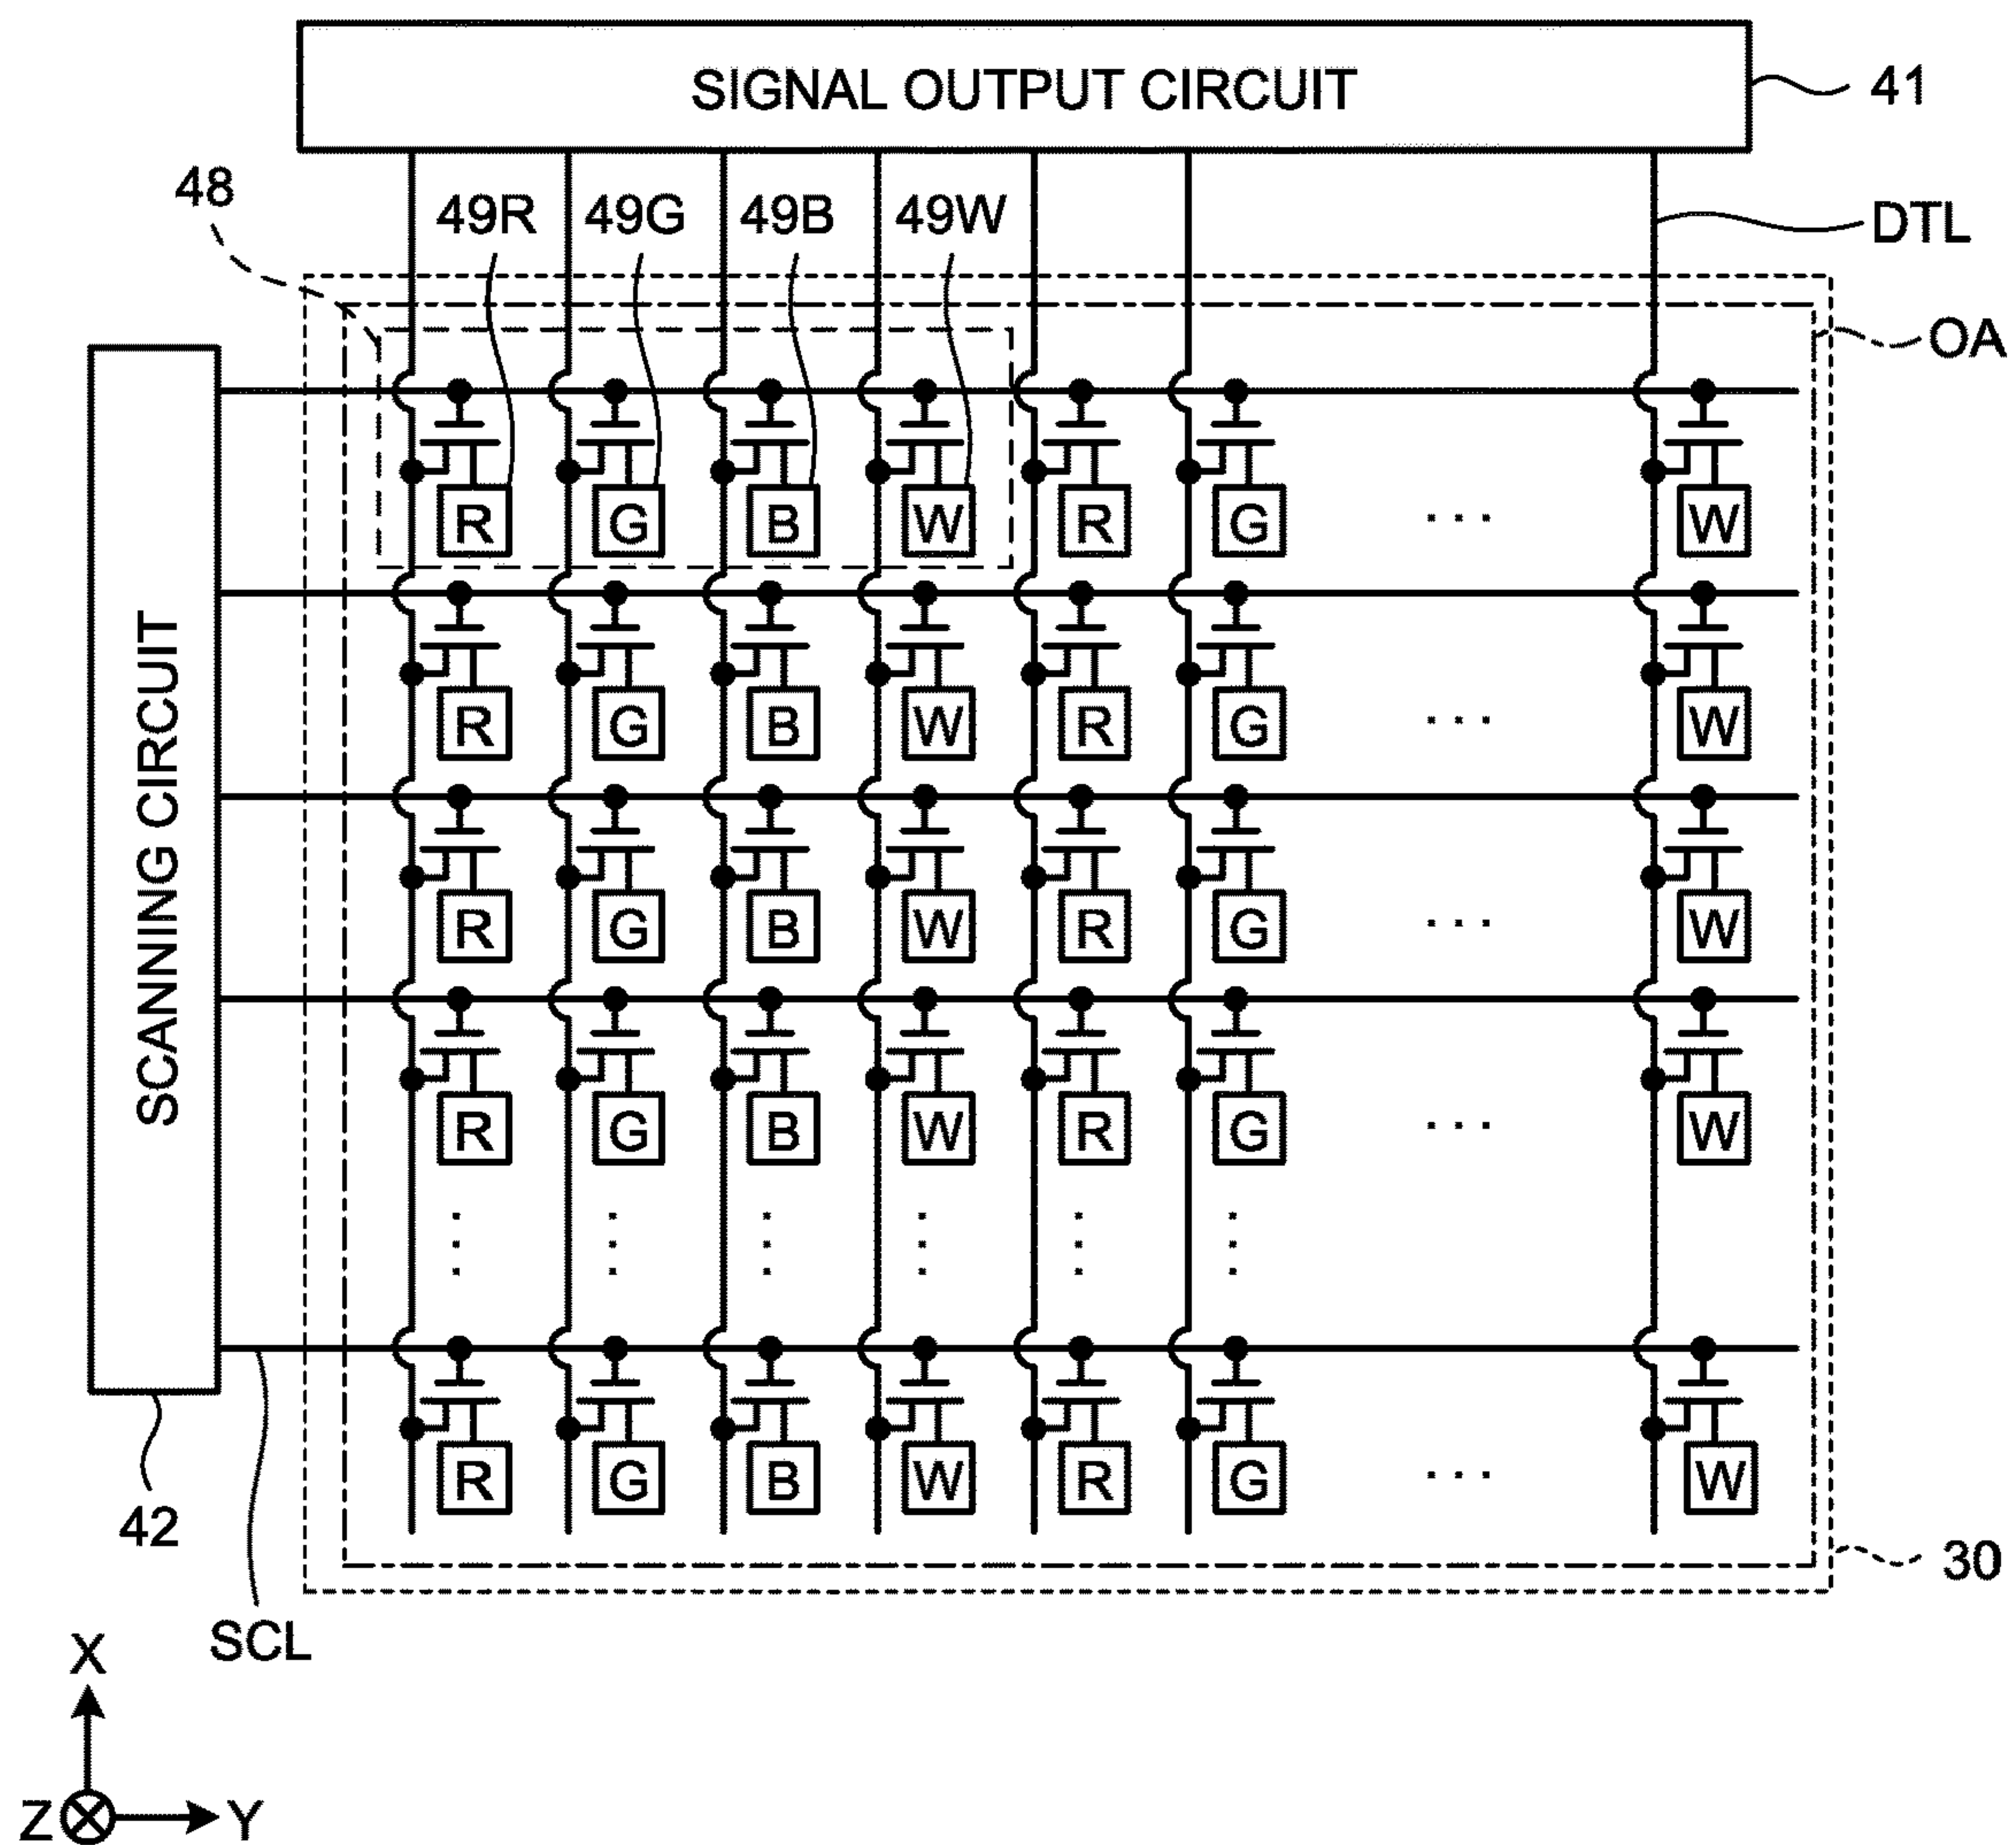 SIGNAL OUTPUT CIRCUIT
41
48
49R 49G 49B 49W
DTL
OA
SCANNING CIRCUIT
R G B W R G ... W
R G B W R G ... W
R G B W R G ... W
R G B W R G ... W
R G B W R G ... W
42
30
SCL
X
Z Y